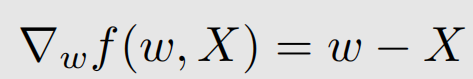 ∇_w f(w, X) = w − X